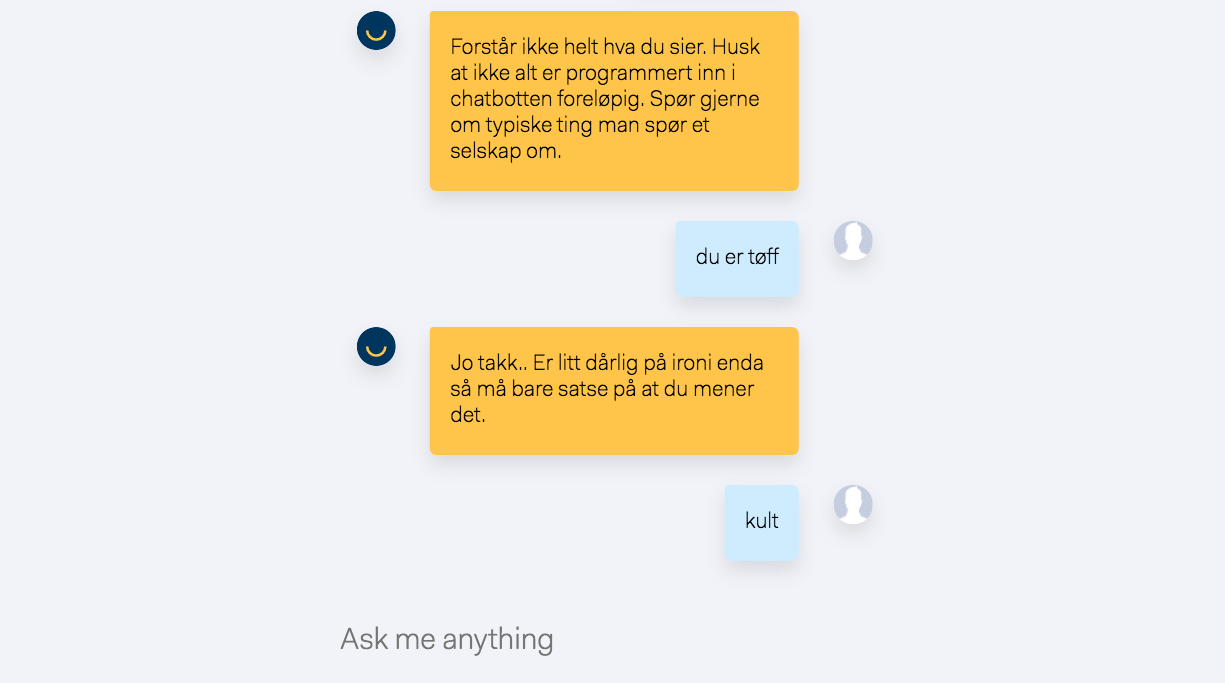 Forstår ikke helt hva du sier. Husk
at ikke alt er programmert inn i
chatbotten foreløpig. Spør gjerne
om typiske ting man spør et
selskap om.
du er tøff
Jo takk.. Er litt dårlig på ironi enda
så må bare satse på at du mener
det.
kult
Ask me anything